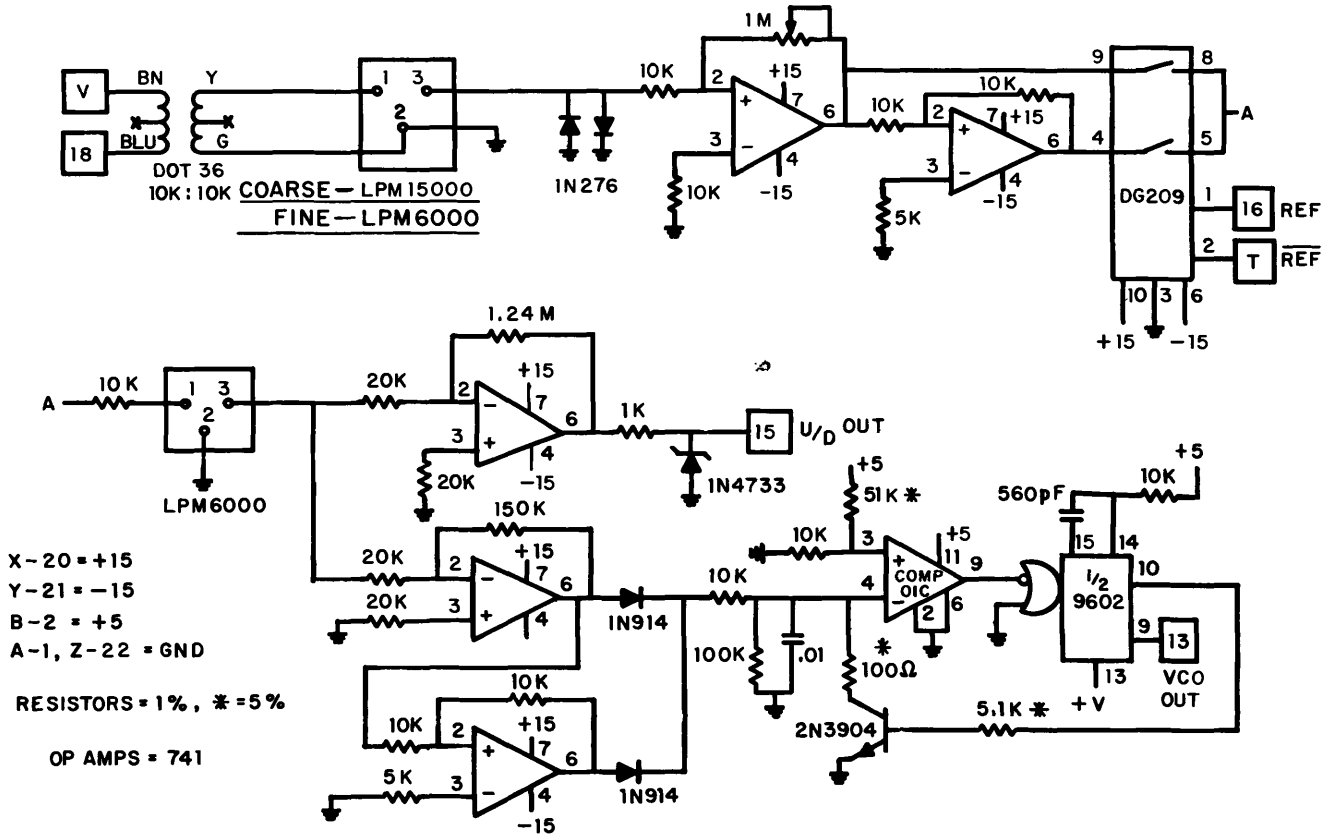 1M
10K
+15
2
+
7
6
3
−
4
-15
10K
V
BN
Y
BLU
G
18
DOT 36
10K:10K
1
3
2
COARSE—LPM15000
FINE—LPM6000
1N276
10K
10K
2
+
7
+15
6
3
−
4
-15
5K
9
8
A
4
5
DG209
1
16
REF
2
T
REF
10
3
6
+15
-15
1.24M
A
10K
1
3
2
LPM6000
20K
2
−
+15
7
6
3
+
4
-15
20K
1K
15
U/D OUT
1N4733
150K
20K
2
−
+15
7
6
20K
3
+
4
1N914
10K
100K
.01
+5
51K *
10K
3
+
+5
11
9
4
−
COMP
OIC
2
6
*
100Ω
560pF
10K
+5
15
14
1/2
9602
10
9
13
13
+V
VCO
OUT
5.1K *
2N3904
10K
10K
2
+
+15
7
6
5K
3
−
4
-15
1N914
X-20 = +15
Y-21 = -15
B-2 = +5
A-1, Z-22 = GND
RESISTORS = 1%, * = 5%
OP AMPS = 741